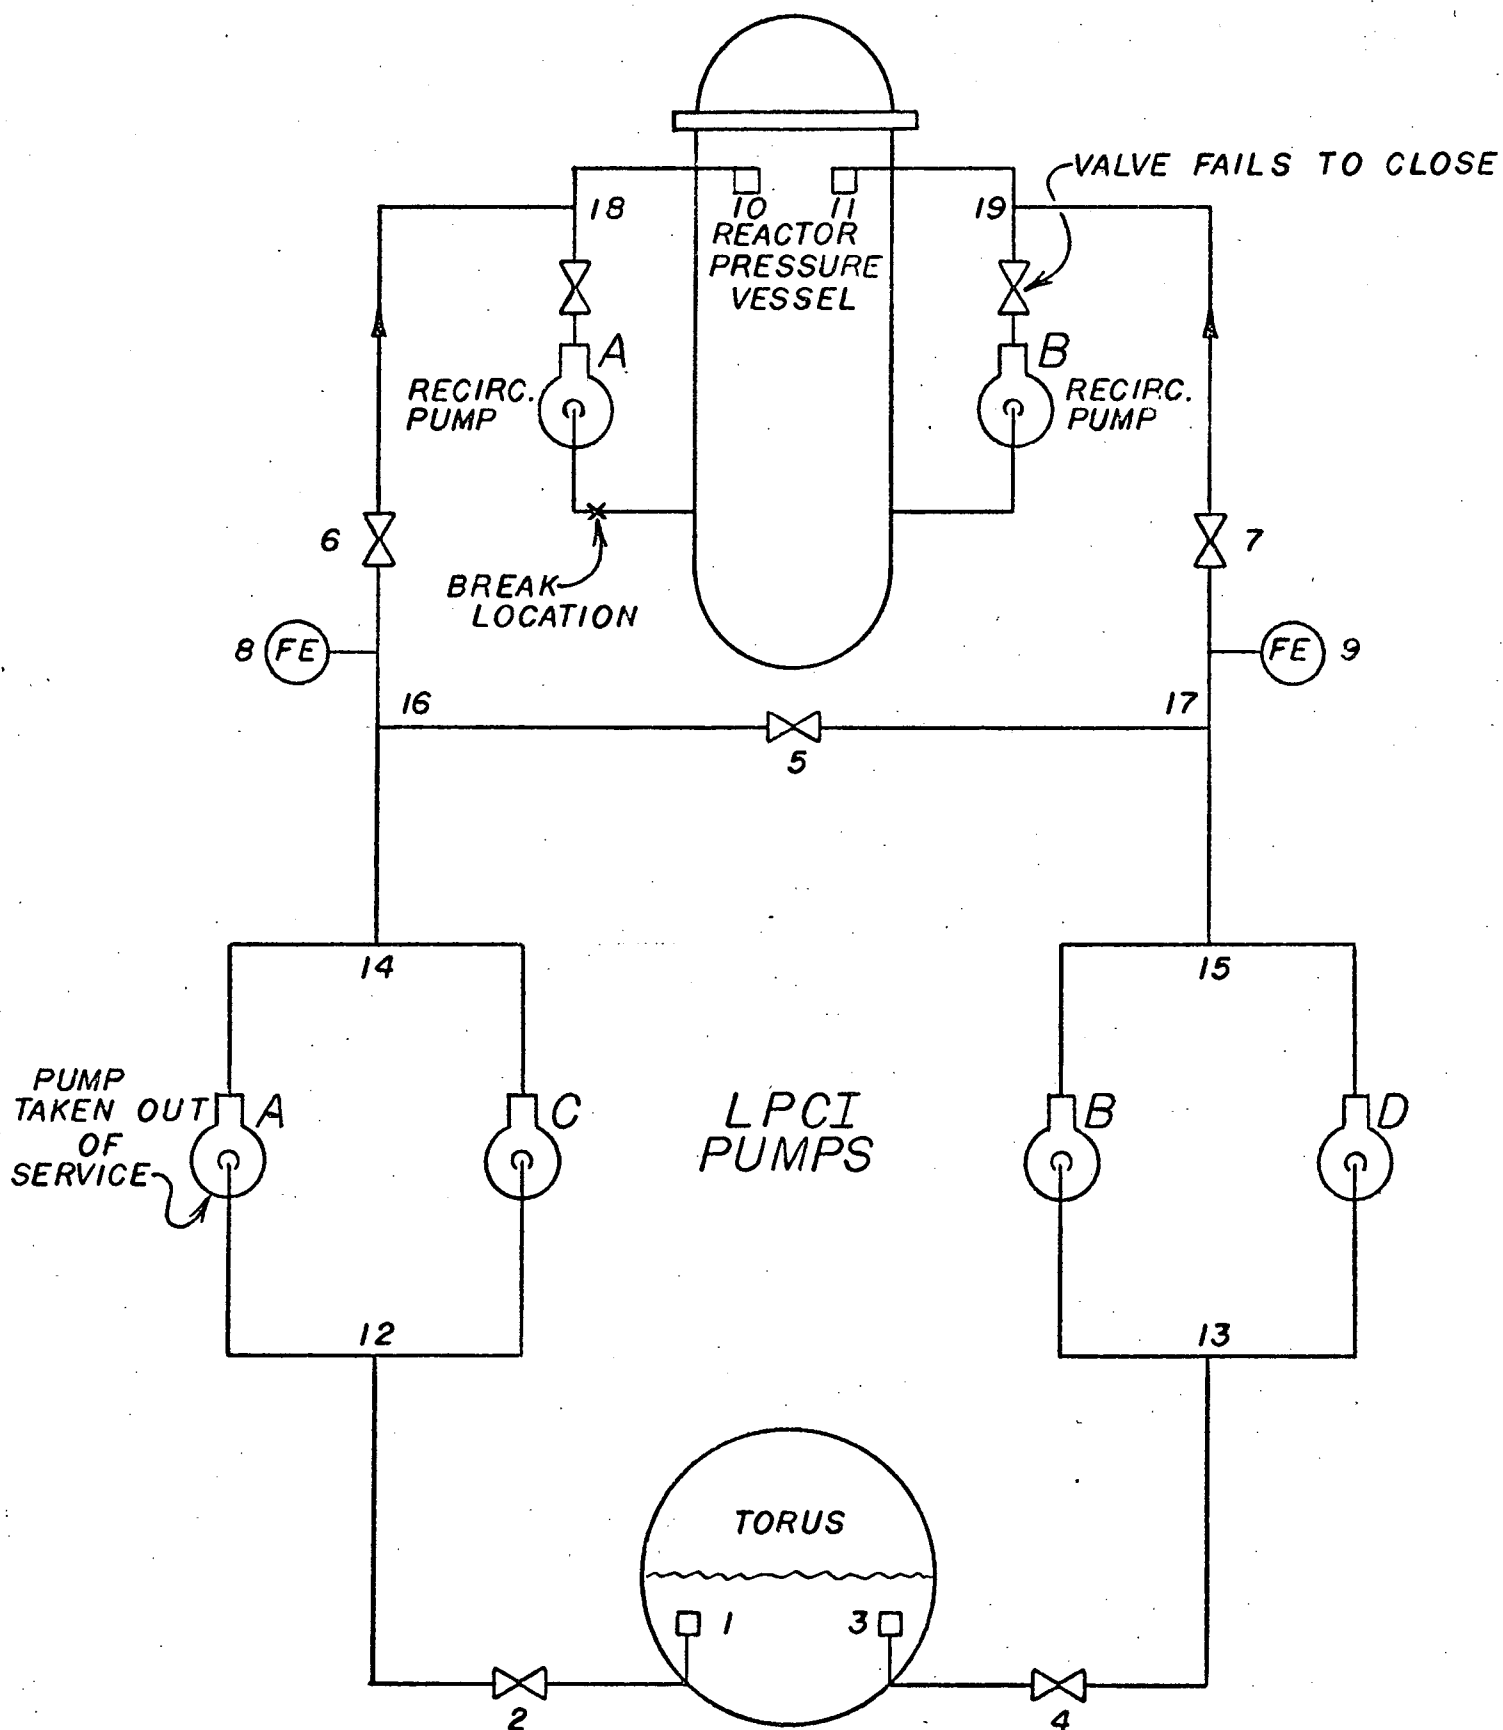 VALVE FAILS TO CLOSE
18
10
11
19
REACTOR
PRESSURE
VESSEL
A
B
RECIRC.
PUMP
RECIRC.
PUMP
6
7
BREAK
LOCATION
8
FE
FE
9
16
17
5
14
15
PUMP
TAKEN OUT
OF
SERVICE
A
C
LPCI
PUMPS
B
D
12
13
TORUS
1
3
2
4